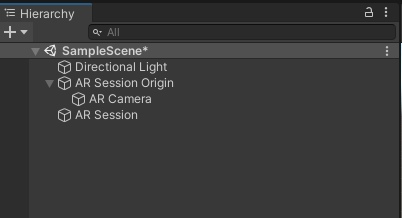 Hierarchy
All
SampleScene*
Directional Light
AR Session Origin
AR Camera
AR Session